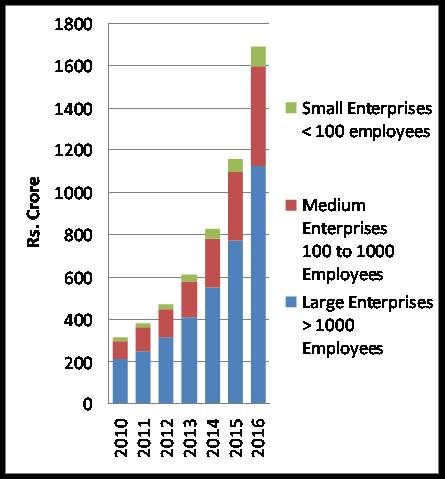 1800
1600
1400
1200
1000
800
600
400
200
0
Rs. Crore
2010
2011
2012
2013
2014
2015
2016
Small Enterprises
< 100 employees
Medium
Enterprises
100 to 1000
Employees
Large Enterprises
> 1000
Employees